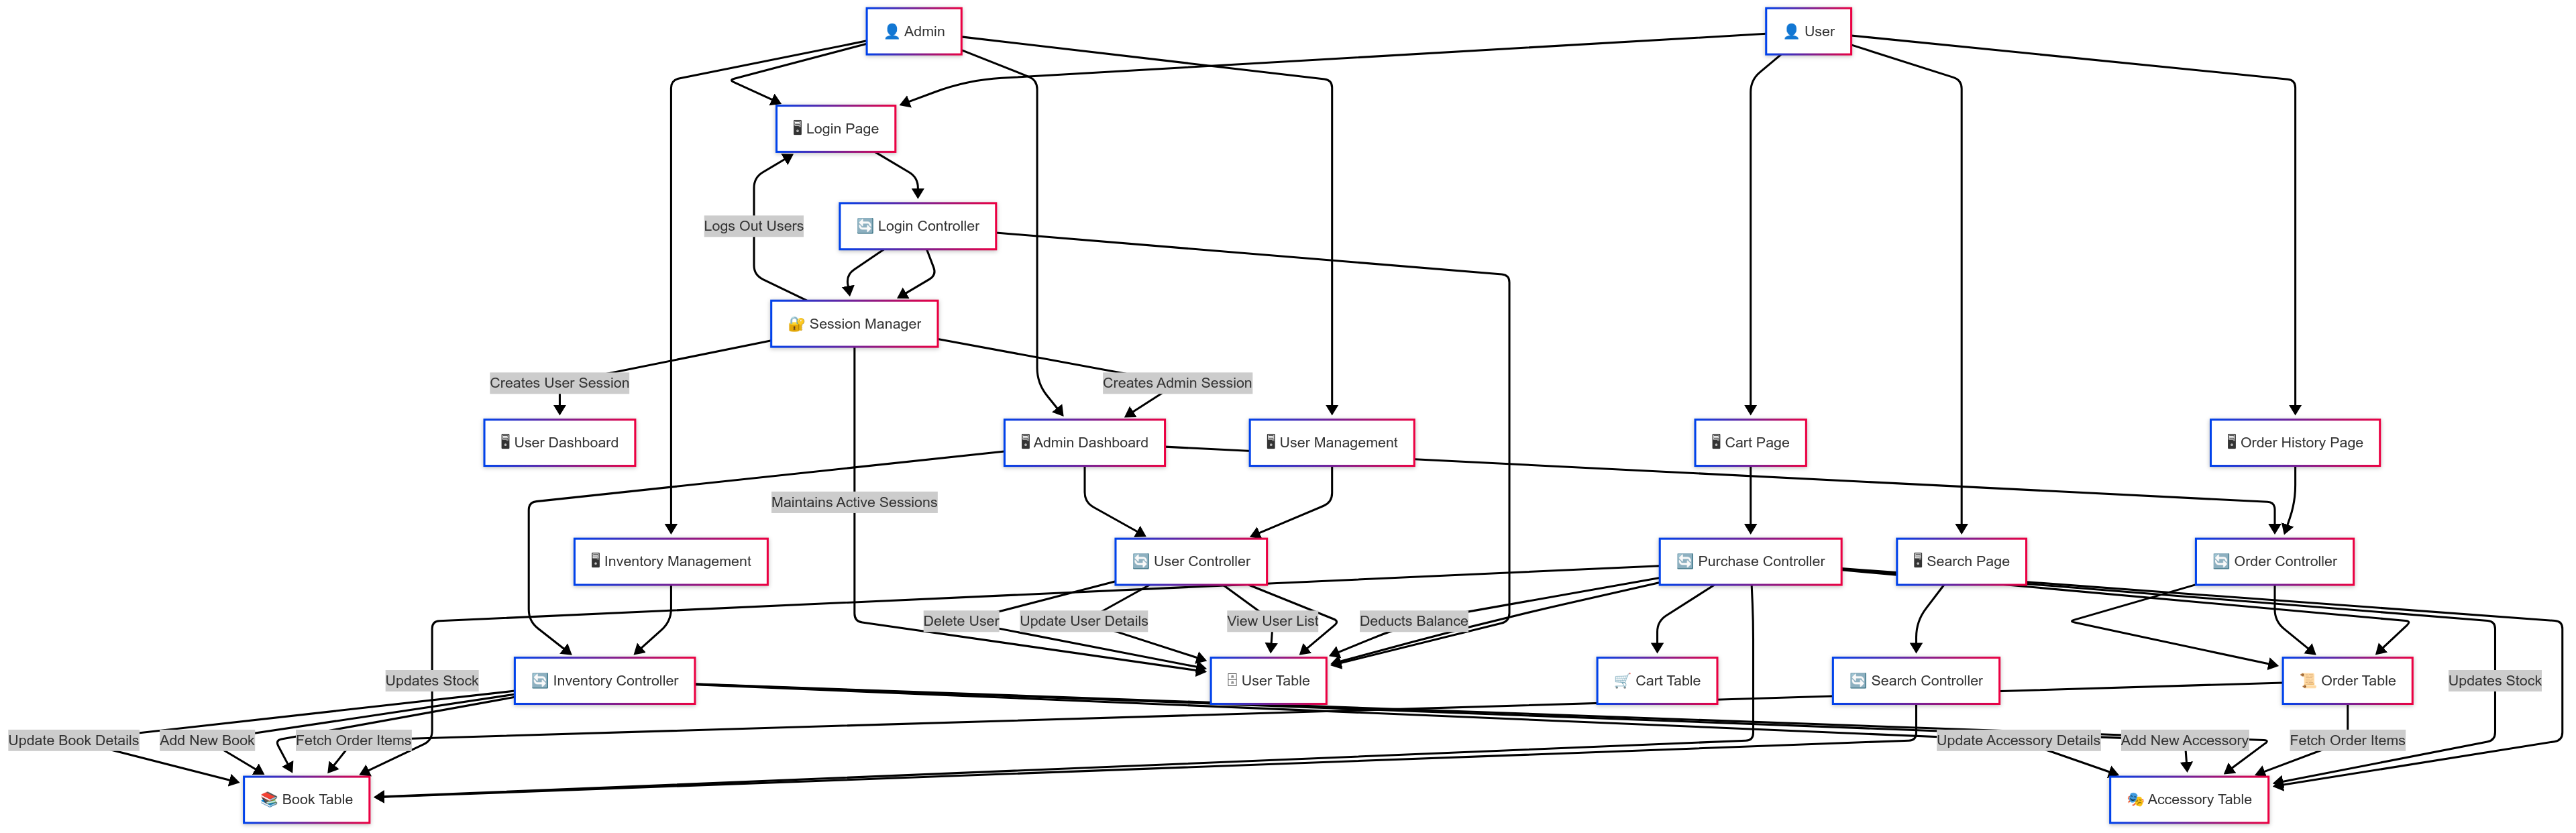 Admin
User
Login Page
Logs Out Users
Login Controller
Session Manager
Creates User Session
Creates Admin Session
User Dashboard
Admin Dashboard
User Management
Cart Page
Order History Page
Maintains Active Sessions
Inventory Management
User Controller
Purchase Controller
Search Page
Order Controller
Delete User
Update User Details
View User List
Deducts Balance
Updates Stock
Inventory Controller
User Table
Cart Table
Search Controller
Order Table
Updates Stock
Update Book Details
Add New Book
Fetch Order Items
Update Accessory Details
Add New Accessory
Fetch Order Items
Book Table
Accessory Table